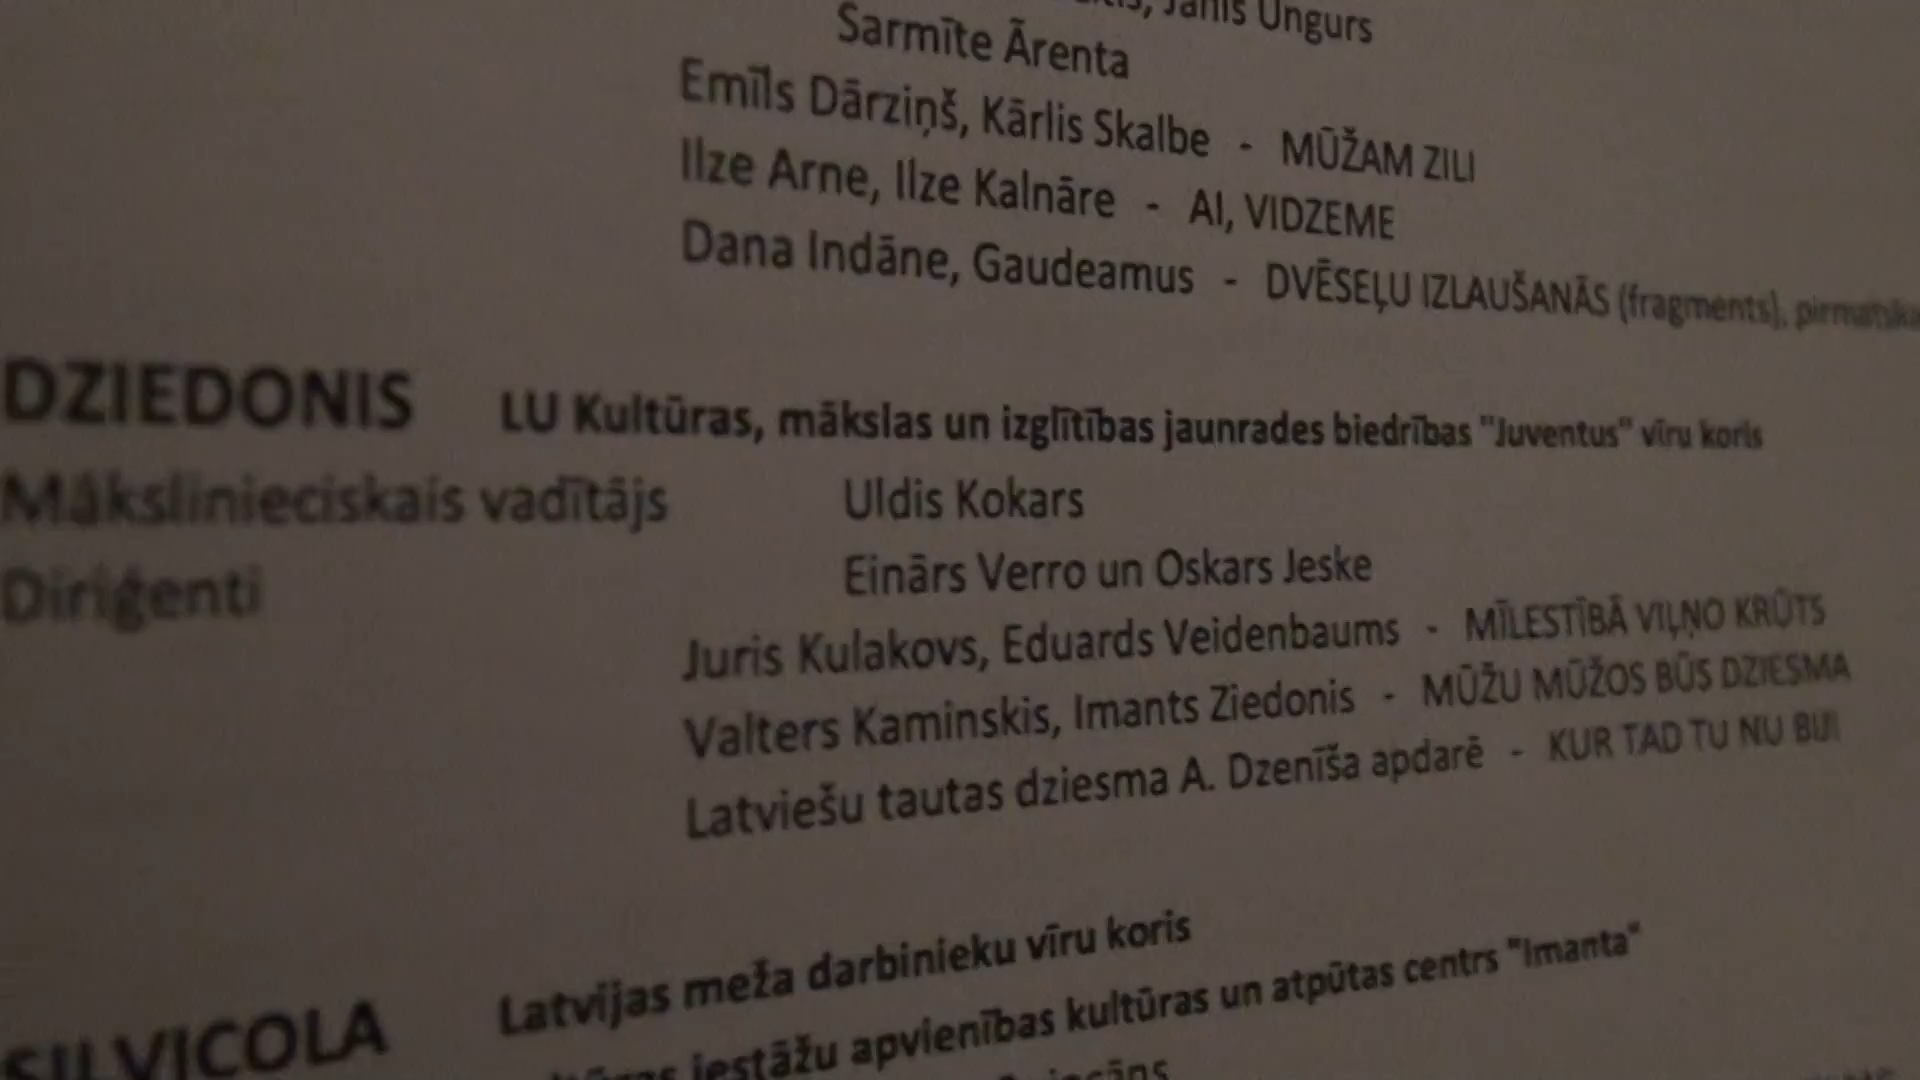 Jānis Ungurs
Sarmīte Ārenta
Emīls Dārziņš, Kārlis Skalbe - MŪŽAM ZILI
Ilze Arne, Ilze Kalnāre - AI, VIDZEME
Dana Indāne, Gaudeamus - DVĒSEĻU IZLAUŠANĀS (fragments),
DZIEDONIS LU Kultūras, mākslas un izglītības jaunrades biedrības "Juventus" vīru koris
Mākslinieciskais vadītājs Uldis Kokars
Diriģenti Einārs Verro un Oskars Jeske
Juris Kulakovs, Eduards Veidenbaums - MĪLESTĪBĀ VIĻŅO KRŪTS
Valters Kaminskis, Imants Ziedonis - MŪŽU MŪŽOS BŪS DZIESMA
Latviešu tautas dziesma A. Dzenīša apdarē - KUR TAD TU NU BIJI
SILVICOLA Latvijas meža darbinieku vīru koris
iestāžu apvienības kultūras un atpūtas centrs "Imanta"